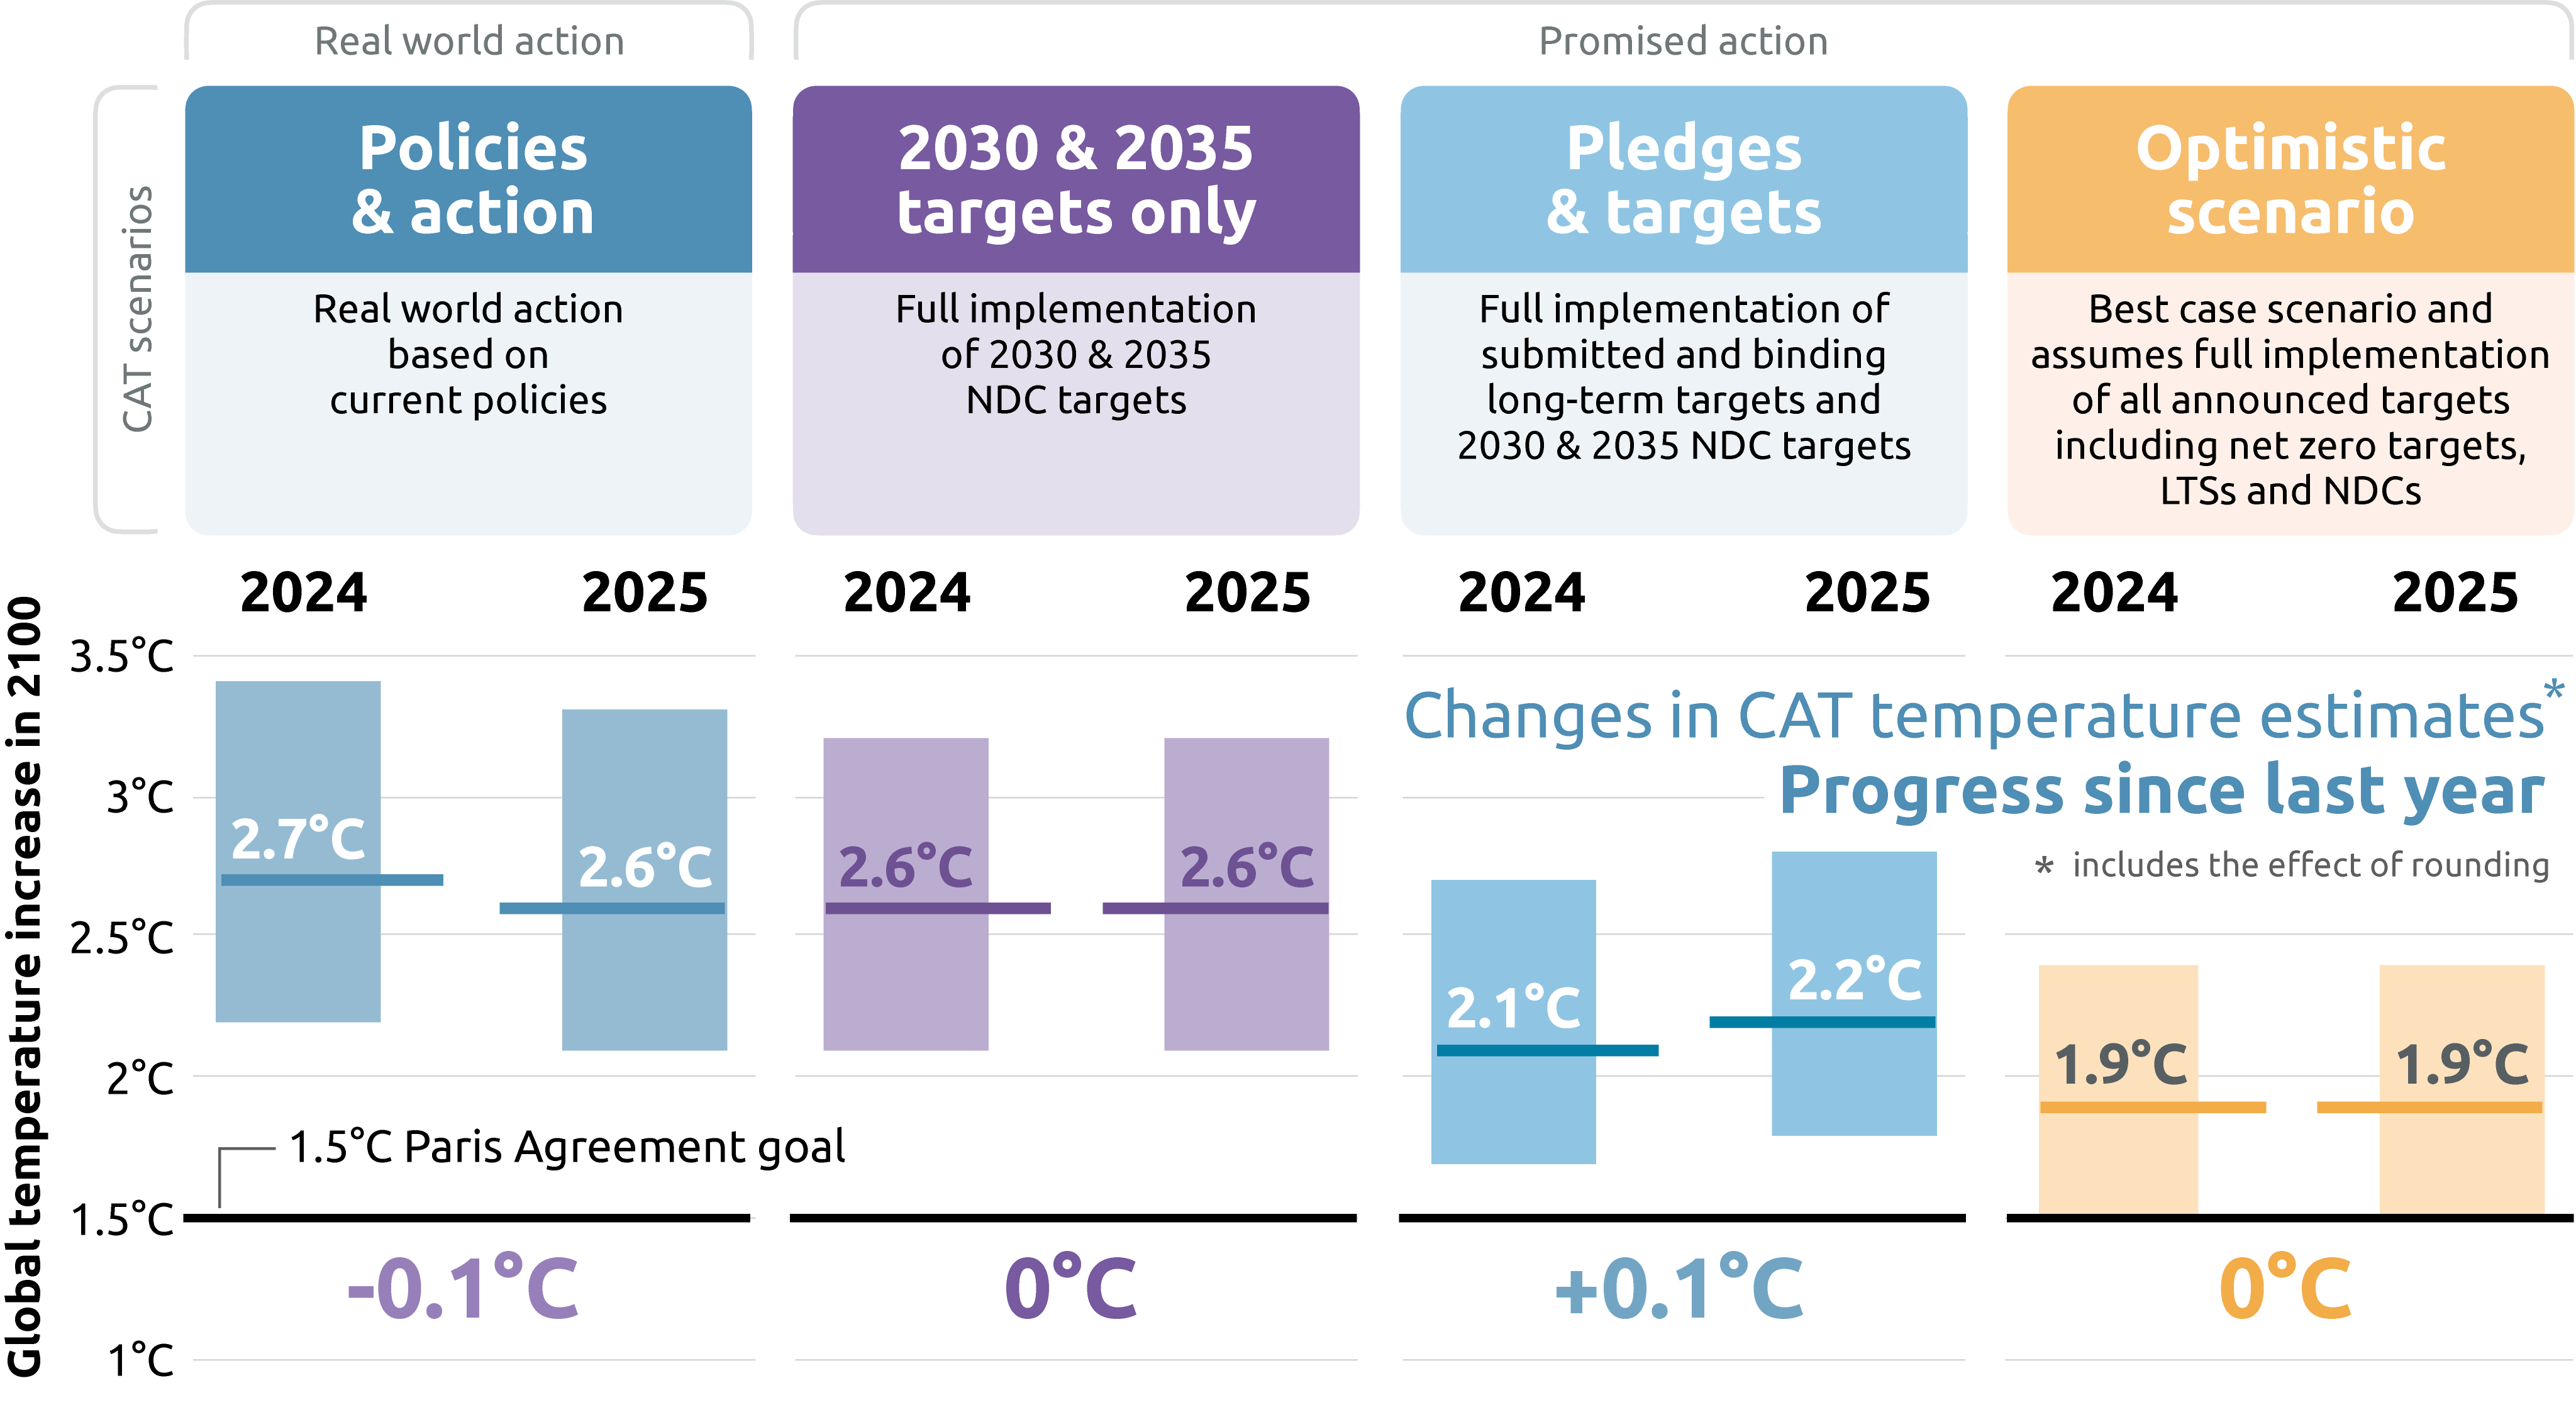 Real world action
Promised action
CAT scenarios
Policies
& action
Real world action
based on
current policies
2030 & 2035
targets only
Full implementation
of 2030 & 2035
NDC targets
Pledges
& targets
Full implementation of
submitted and binding
long-term targets and
2030 & 2035 NDC targets
Optimistic
scenario
Best case scenario and
assumes full implementation
of all announced targets
including net zero targets,
LTSs and NDCs
Global temperature increase in 2100
2024
2025
2024
2025
2024
2025
2024
2025
3.5°C
3°C
2.5°C
2°C
1.5°C
1°C
Changes in CAT temperature estimates*
Progress since last year
* includes the effect of rounding
2.7°C
2.6°C
2.6°C
2.6°C
2.1°C
2.2°C
1.9°C
1.9°C
1.5°C Paris Agreement goal
-0.1°C
0°C
+0.1°C
0°C